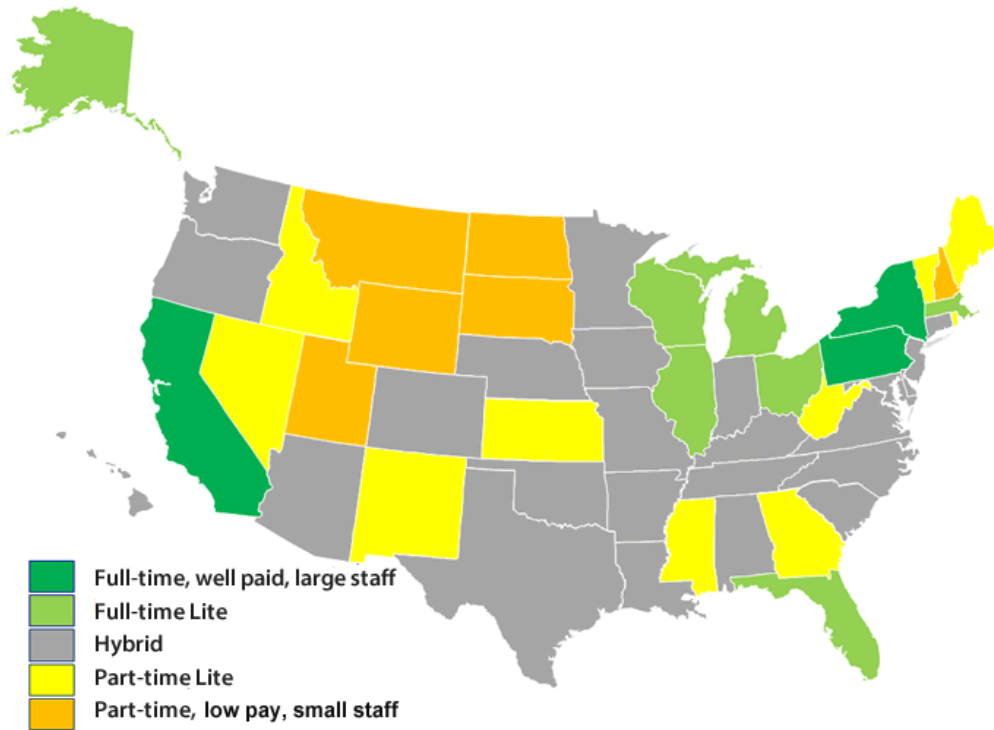 Full-time, well paid, large staff
Full-time Lite
Hybrid
Part-time Lite
Part-time, low pay, small staff